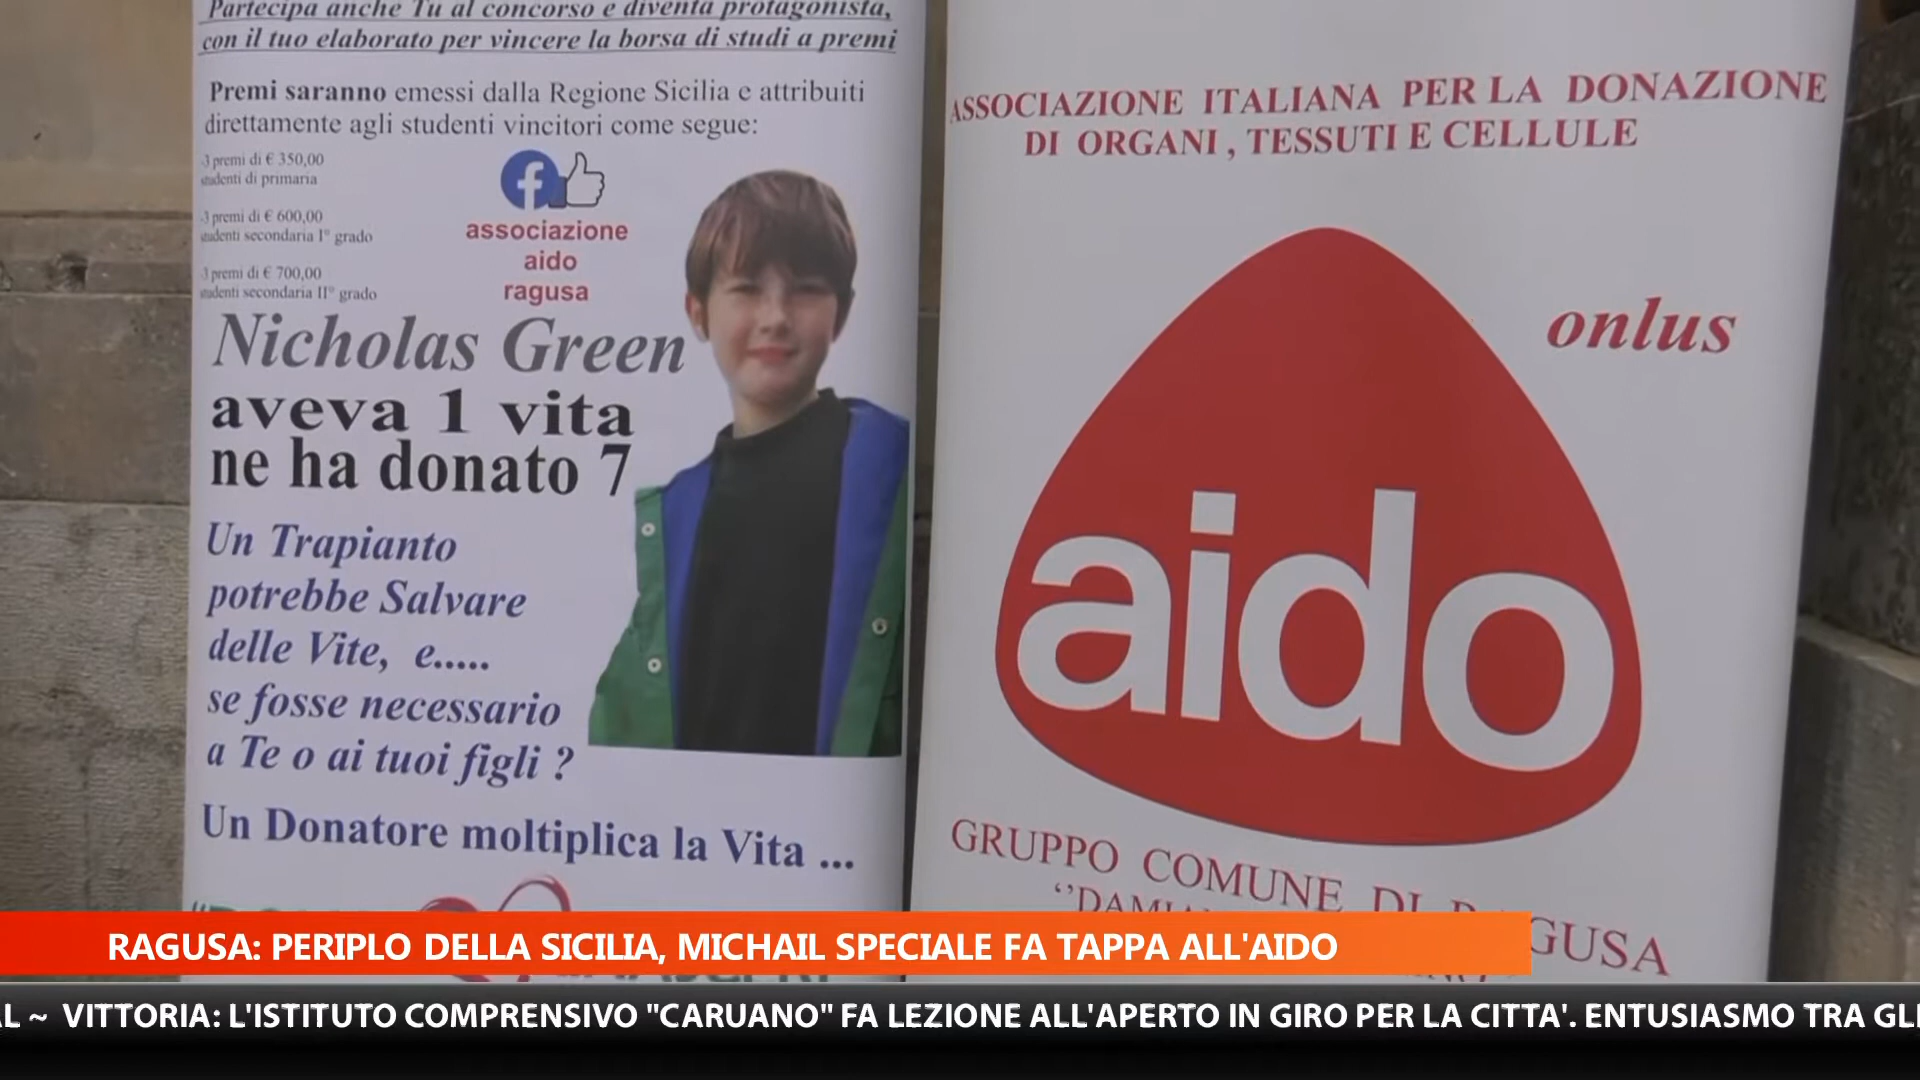 Partecipa anche Tu al concorso e diventa protagonista,
con il tuo elaborato per vincere la borsa di studi a premi
Premi saranno emessi dalla Regione Sicilia e attribuiti
direttamente agli studenti vincitori come segue:
-3 premi di € 350,00
studenti di primaria
-3 premi di € 600,00
studenti secondaria I° grado
-3 premi di € 700,00
studenti secondaria II° grado
f
associazione
aido
ragusa
Nicholas Green
aveva 1 vita
ne ha donato 7
Un Trapianto
potrebbe Salvare
delle Vite, e.....
se fosse necessario
a Te o ai tuoi figli ?
Un Donatore moltiplica la Vita ...
ASSOCIAZIONE ITALIANA PER LA DONAZIONE
DI ORGANI , TESSUTI E CELLULE
onlus
aido
GRUPPO COMUNE DI RAGUSA
RAGUSA: PERIPLO DELLA SICILIA, MICHAIL SPECIALE FA TAPPA ALL'AIDO
AL ~ VITTORIA: L'ISTITUTO COMPRENSIVO "CARUANO" FA LEZIONE ALL'APERTO IN GIRO PER LA CITTA'. ENTUSIASMO TRA GLI